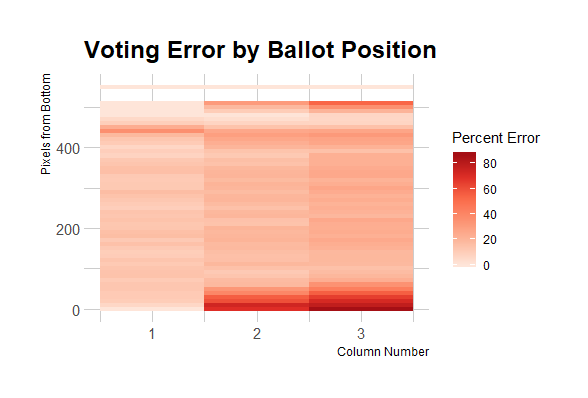 Voting Error by Ballot Position
Pixels from Bottom
400
200
0
1
2
3
Column Number
Percent Error
80
60
40
20
0